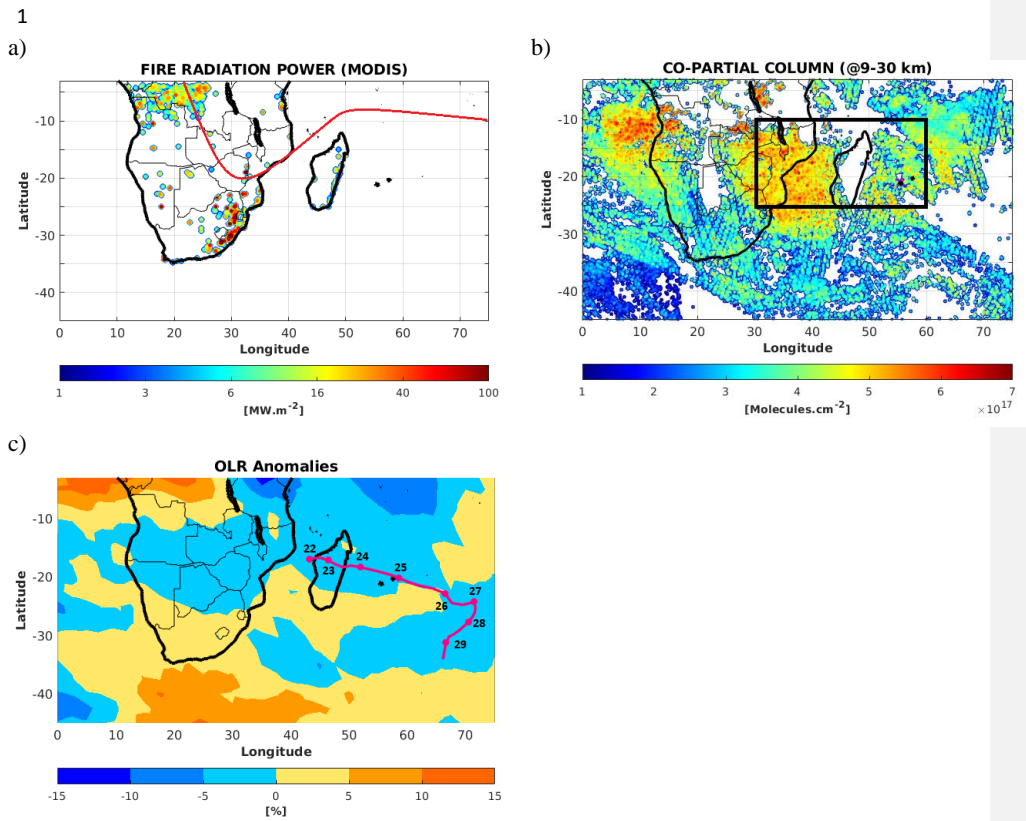 1
a)
FIRE RADIATION POWER (MODIS)
Latitude
-10
-20
-30
-40
0 10 20 30 40 50 60 70
Longitude
1 3 6 16 40 100
[MW.m⁻²]
b)
CO-PARTIAL COLUMN (@9-30 km)
Latitude
-10
-20
-30
-40
0 10 20 30 40 50 60 70
Longitude
1 2 3 4 5 6 7
[Molecules.cm⁻²] ×10¹⁷
c)
OLR Anomalies
Latitude
-10
-20
-30
-40
22
23
24
25
26
27
28
29
0 10 20 30 40 50 60 70
Longitude
-15 -10 -5 0 5 10 15
[%]